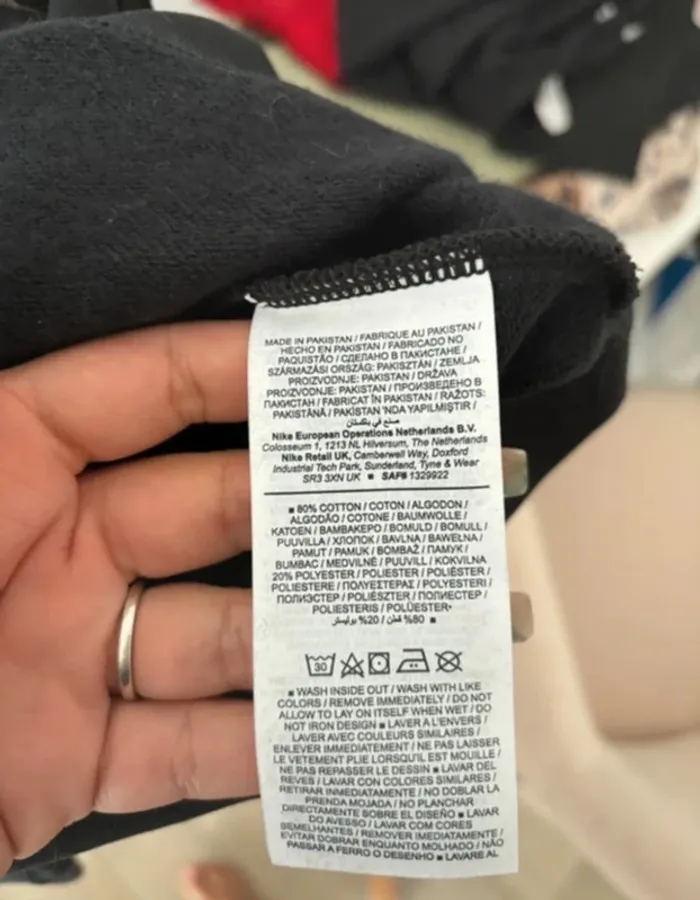 MADE IN PAKISTAN / FABRIQUE AU PAKISTAN /
HECHO EN PAKISTAN / FABRICADO NO
PAQUISTÃO / СДЕЛАНО В ПАКИСТАНЕ /
SZÁRMAZÁSI ORSZÁG: PAKISZTÁN / ZEMLJA
PROIZVODNJE: PAKISTAN / DRŽAVA
PROIZVODNJE: PAKISTAN / ПРОИЗВЕДЕНО В
ПАКИСТАН / FABRICAT ÎN PAKISTAN / RAŽOTS:
PAKISTĀNĀ / PAKİSTAN 'NDA YAPILMIŞTIR /
صنع في باكستان
Nike European Operations Netherlands B.V.
Colosseum 1, 1213 NL Hilversum, The Netherlands
Nike Retail UK, Camberwell Way, Doxford
Industrial Tech Park, Sunderland, Tyne & Wear
SR3 3XN UK ■ SAF# 1329922
■ 80% COTTON / COTON / ALGODON /
ALGODÃO / COTONE / BAUMWOLLE /
KATOEN / BAMBAKEPO / BOMULD / BOMULL /
PUUVILLA / ХЛОПОК / BAVLNA / BAWEŁNA /
PAMUT / PAMUK / BOMBAŽ / ПАМУК /
BUMBAC / MEDVILNĖ / PUUVILL / KOKVILNA
20% POLYESTER / POLIESTER / POLIÉSTER /
POLIESTERE / ΠΟΛΥΕΣΤΕΡΑΣ / POLYESTERI /
ПОЛИЭСТЕР / POLIÉSZTER / ПОЛИЕСТЕР /
POLIESTERIS / POLÜESTER*
■ 80% قطن / 20% بوليستر
30
■ WASH INSIDE OUT / WASH WITH LIKE
COLORS / REMOVE IMMEDIATELY / DO NOT
ALLOW TO LAY ON ITSELF WHEN WET / DO
NOT IRON DESIGN ■ LAVER A L'ENVERS /
LAVER AVEC COULEURS SIMILAIRES /
ENLEVER IMMEDIATEMENT / NE PAS LAISSER
LE VETEMENT PLIE LORSQU'IL EST MOUILLE /
NE PAS REPASSER LE DESSIN ■ LAVAR DEL
REVES / LAVAR CON COLORES SIMILARES /
RETIRAR INMEDIATAMENTE / NO DOBLAR LA
PRENDA MOJADA / NO PLANCHAR
DIRECTAMENTE SOBRE EL DISEÑO ■ LAVAR
DO AVESSO / LAVAR COM CORES
SEMELHANTES / REMOVER IMEDIATAMENTE /
EVITAR DOBRAR ENQUANTO MOLHADO / NÃO
PASSAR A FERRO O DESENHO ■ LAVARE AL